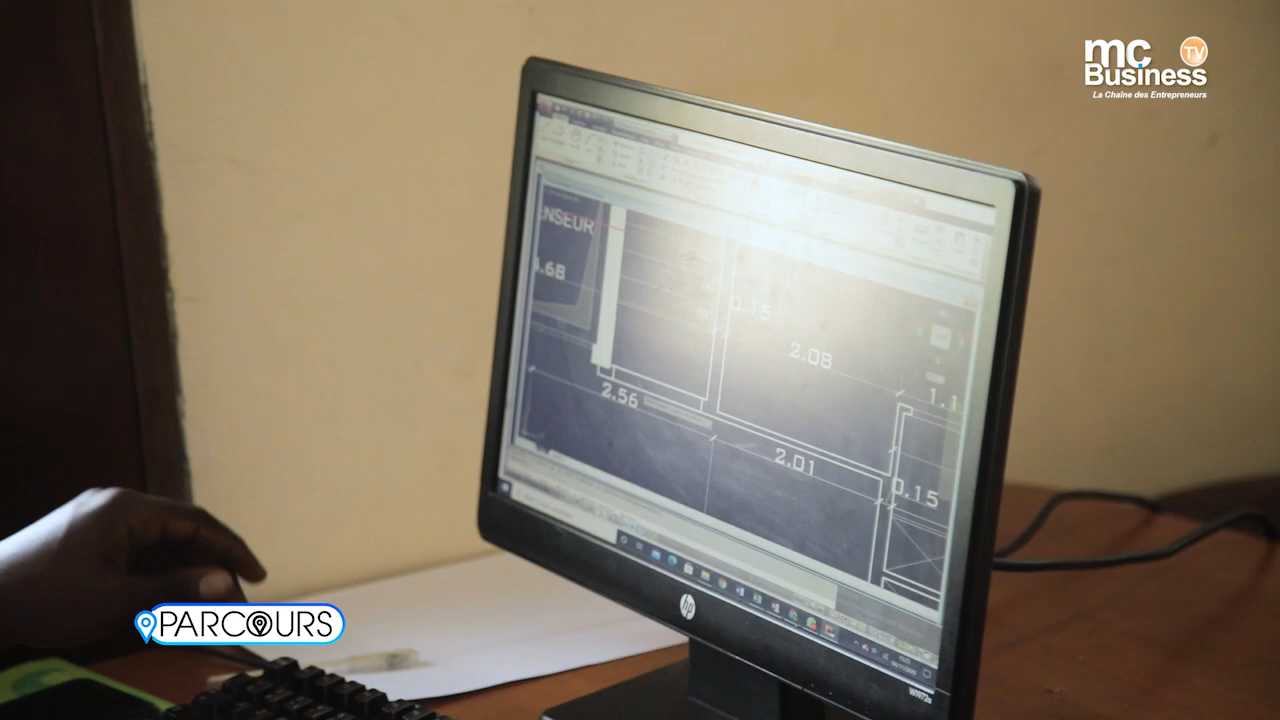 mc
TV
Business
La Chaîne des Entrepreneurs
NSEUR
.68
0.15
2.08
1.1
2.56
2.01
0.15
hp
PARCOURS